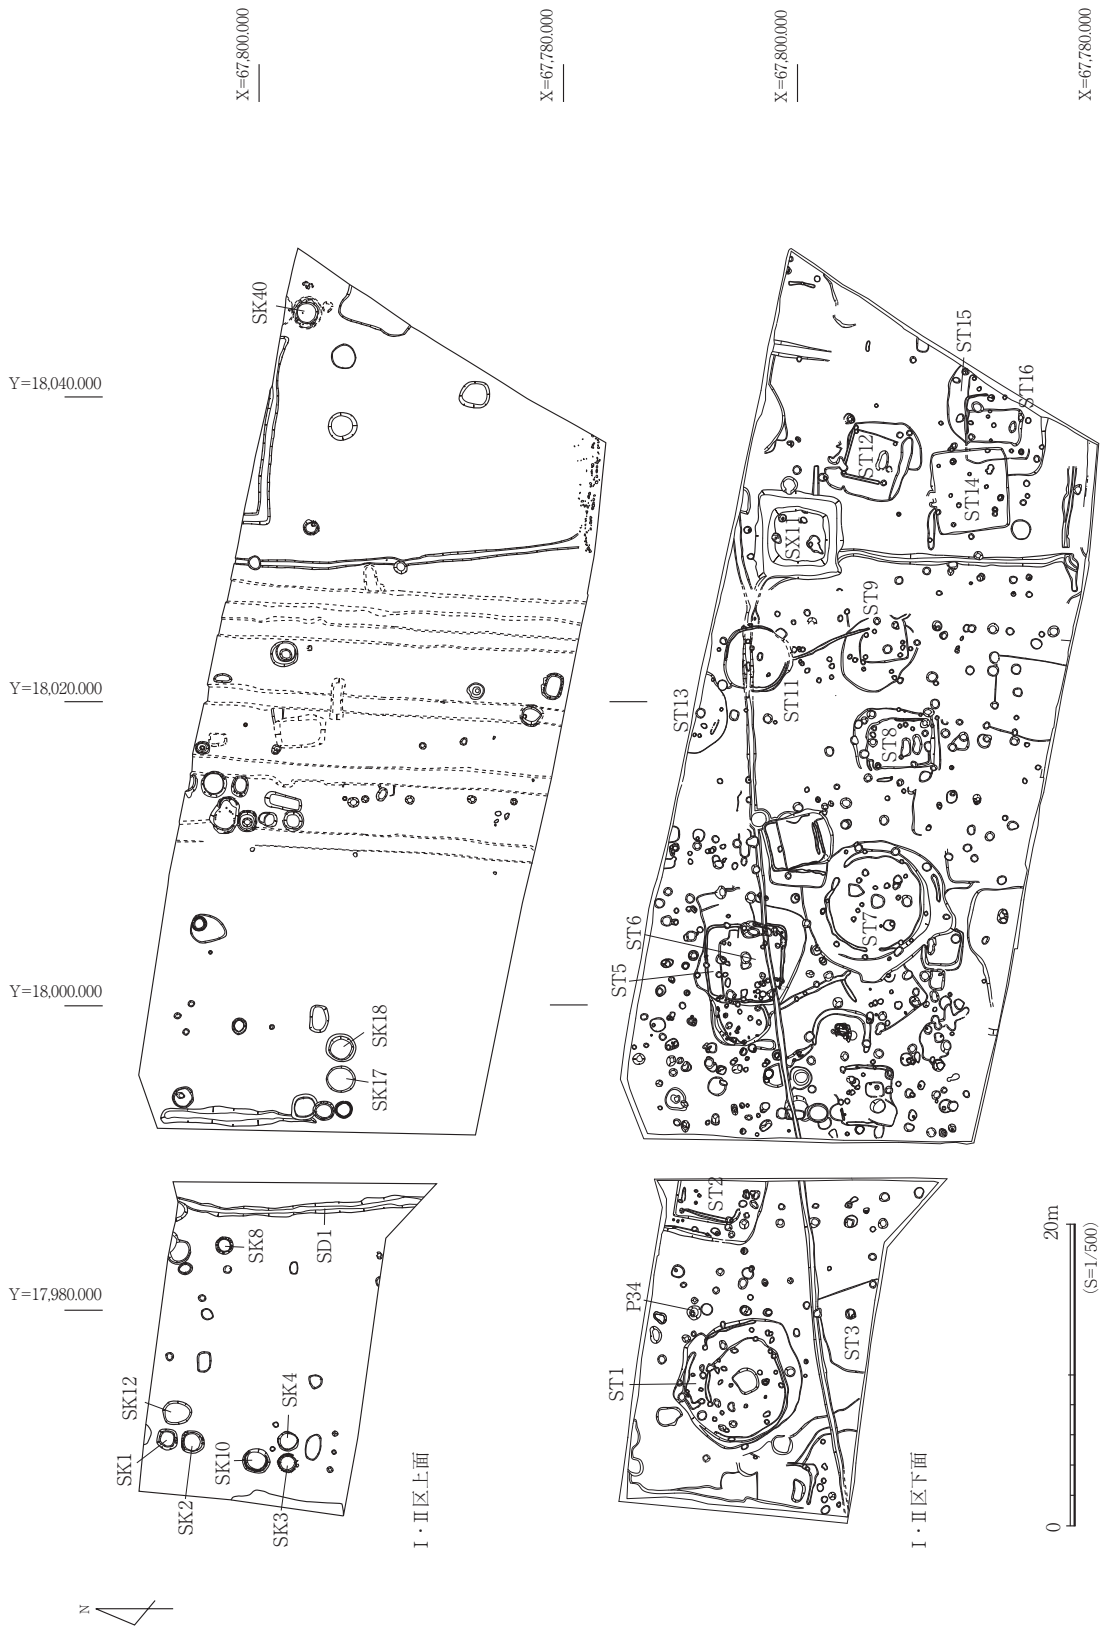 X=67,800.000
X=67,780.000
X=67,800.000
X=67,780.000
Y=18,040.000
Y=18,020.000
Y=18,000.000
Y=17,980.000
SK40
SK18
SK17
SK8
SD1
SK12
SK1
SK2
SK10
SK4
SK3
Ⅰ・Ⅱ区上面
ST15
ST16
ST12
ST14
SX11
ST9
ST11
ST13
ST8
ST7
ST6
ST5
ST2
P34
ST1
ST3
Ⅰ・Ⅱ区下面
0
20m
(S=1/500)
N